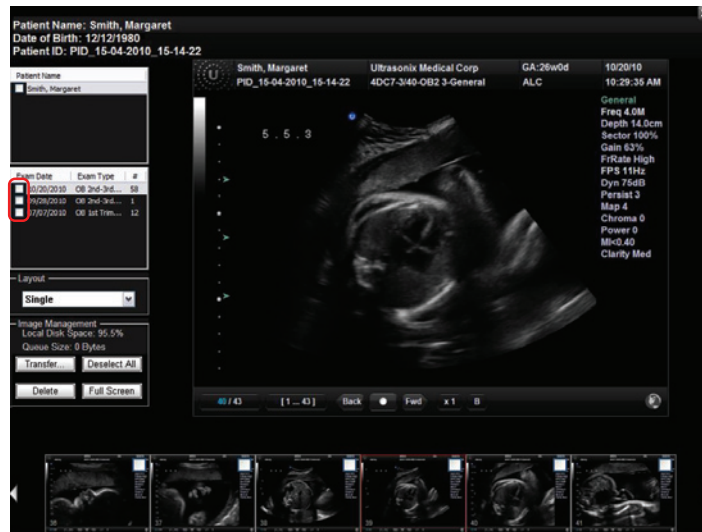 Patient Name: Smith, Margaret
Date of Birth: 12/12/1980
Patient ID: PID_15-04-2010_15-14-22
Patient Name
Smith, Margaret
Exam Date Exam Type #
10/20/2010 OB 2nd-3rd... 58
09/28/2010 OB 2nd-3rd... 1
07/07/2010 OB 1st Trim... 12
Layout
Single
Image Management
Local Disk Space: 95.5%
Queue Size: 0 Bytes
Transfer... Deselect All
Delete Full Screen
U Smith, Margaret Ultrasonix Medical Corp GA:26w0d 10/20/10
PID_15-04-2010_15-14-22 4DC7-3/40-OB2 3-General ALC 10:29:35 AM
5 . 5 . 3
General
Freq 4.0M
Depth 14.0cm
Sector 100%
Gain 63%
FrRate High
FPS 11Hz
Dyn 75dB
Persist 3
Map 4
Chroma 0
Power 0
MI<0.40
Clarity Med
40 / 43 [1 ... 43] Back Fwd x 1 B
36 37 38 39 40 41